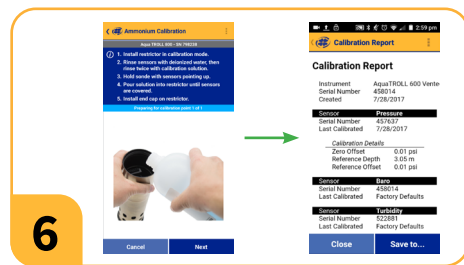 Ammonium Calibration
Aqua TROLL 600 - SN 798238
1. Install restrictor in calibration mode.
2. Rinse sensors with deionized water, then
rinse twice with calibration solution.
3. Hold sonde with sensors pointing up.
4. Pour solution into restrictor until sensors
are covered.
5. Install end cap on restrictor.
Preparing for calibration point 1 of 1
Cancel Next
2:59 pm
Calibration Report
Calibration Report
Instrument AquaTROLL 600 Vente
Serial Number 458014
Created 7/28/2017
Sensor Pressure
Serial Number 457637
Last Calibrated 7/28/2017
Calibration Details
Zero Offset 0.01 psi
Reference Depth 3.05 m
Reference Offset 0.01 psi
Sensor Baro
Serial Number 458014
Last Calibrated Factory Defaults
Sensor Turbidity
Serial Number 522881
Last Calibrated Factory Defaults
Close Save to...
6